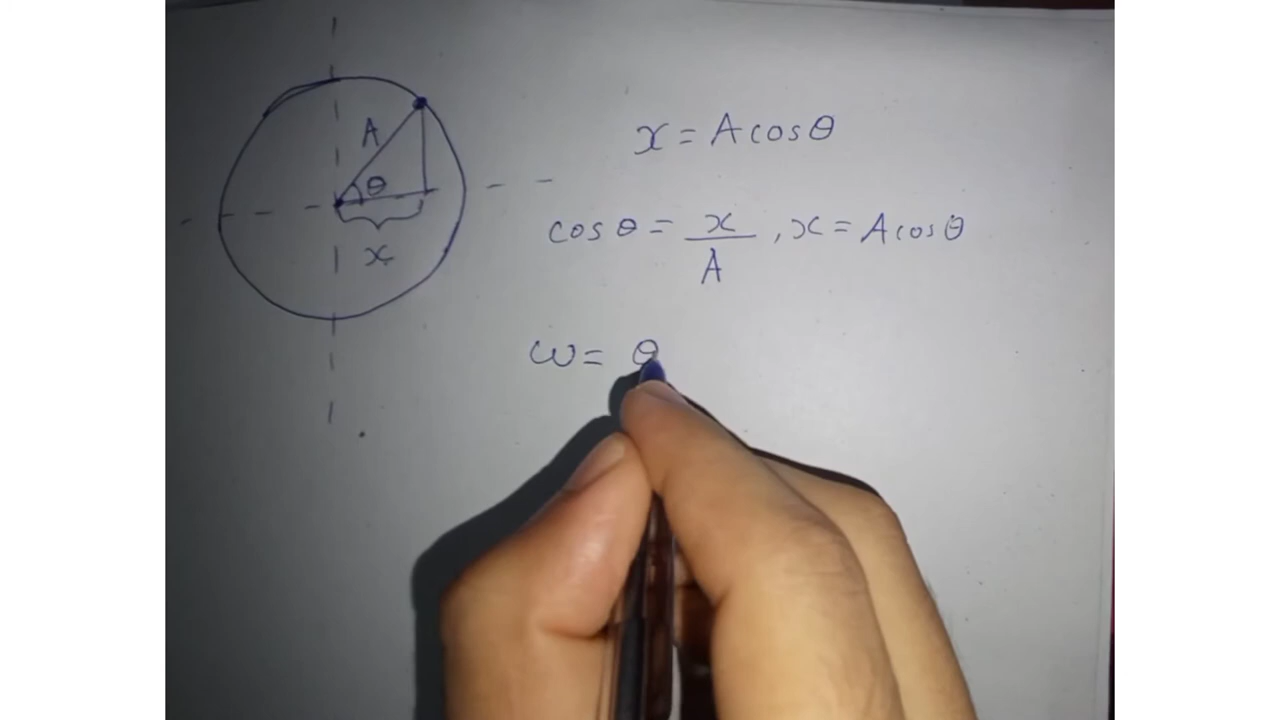 A
θ
x
x = A cos θ
cos θ = x / A , x = A cos θ
ω = θ